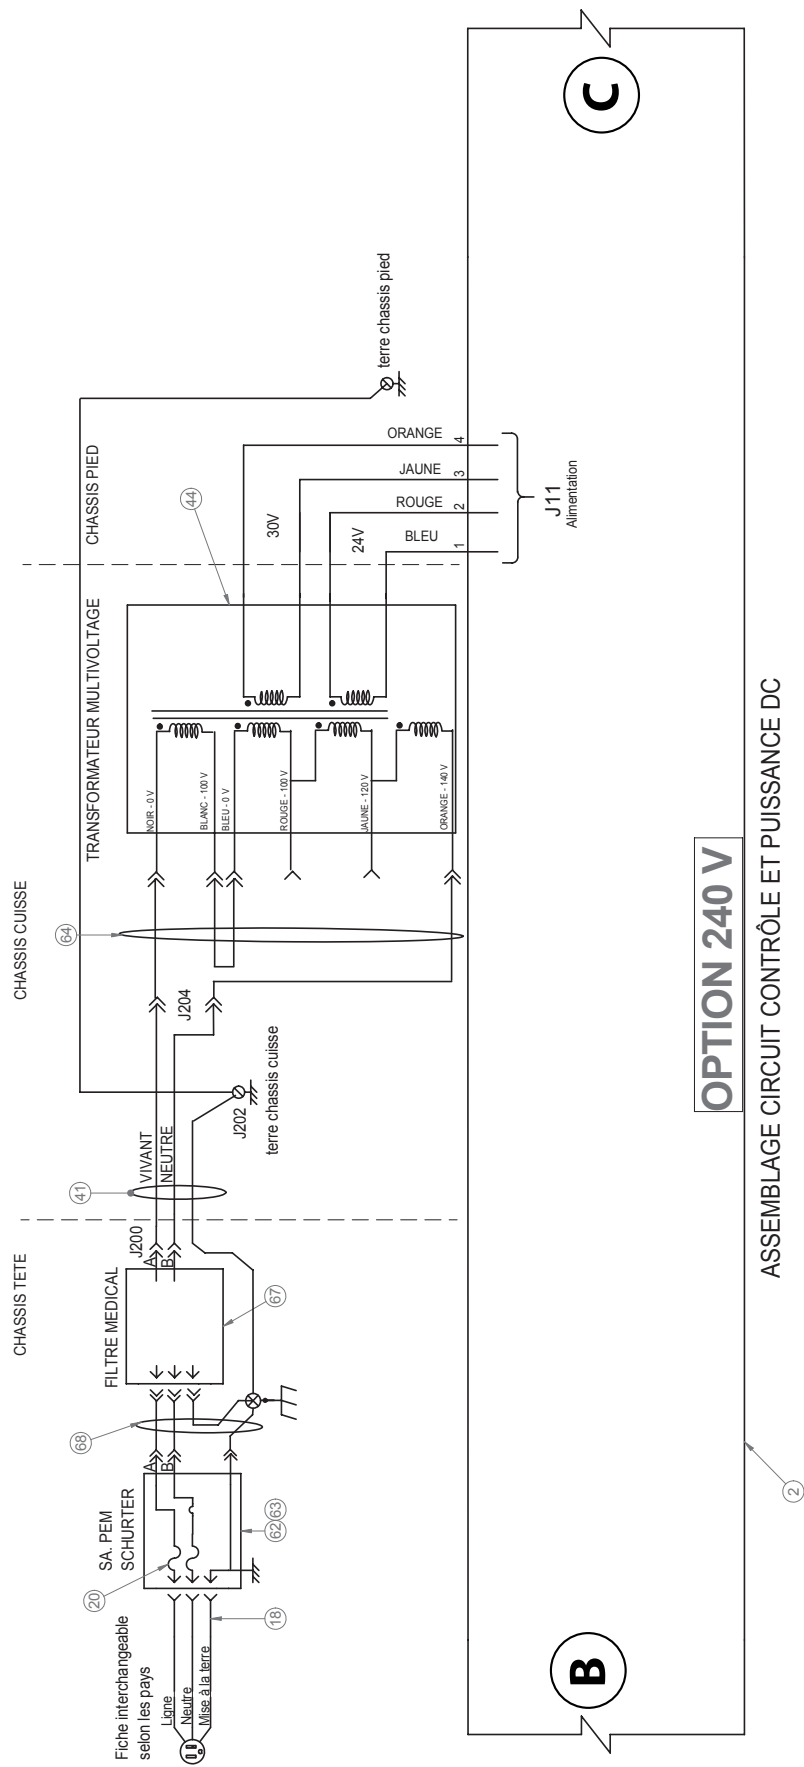 CHASSIS TETE
CHASSIS CUISSE
CHASSIS PIED
Fiche interchangeable
selon les pays
Ligne
Neutre
Mise à la terre
18
20
SA. PEM
SCHURTER
62
63
A
B
68
FILTRE MEDICAL
67
A
B
J200
41
VIVANT
NEUTRE
J202
terre chassis cuisse
J204
64
TRANSFORMATEUR MULTIVOLTAGE
NOIR - 0 V
BLANC - 100 V
BLEU - 0 V
ROUGE - 100 V
JAUNE - 120 V
ORANGE - 140 V
44
30V
24V
ORANGE
4
JAUNE
3
ROUGE
2
BLEU
1
J11
Alimentation
terre chassis pied
B
C
2
OPTION 240 V
ASSEMBLAGE CIRCUIT CONTRÔLE ET PUISSANCE DC